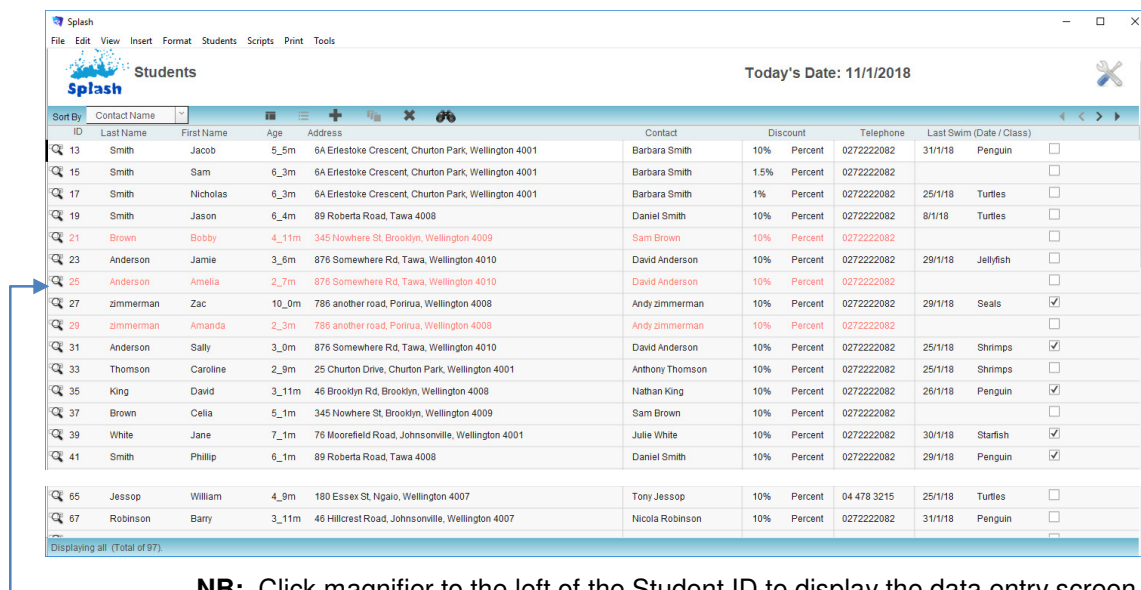 Splash
File Edit View Insert Format Students Scripts Print Tools
Splash Students Today's Date: 11/1/2018
Sort By Contact Name
ID Last Name First Name Age Address Contact Discount Telephone Last Swim (Date / Class)
13 Smith Jacob 5_5m 6A Erlestoke Crescent, Churton Park, Wellington 4001 Barbara Smith 10% Percent 0272222082 31/1/18 Penguin
15 Smith Sam 6_3m 6A Erlestoke Crescent, Churton Park, Wellington 4001 Barbara Smith 1.5% Percent 0272222082
17 Smith Nicholas 6_3m 6A Erlestoke Crescent, Churton Park, Wellington 4001 Barbara Smith 1% Percent 0272222082 25/1/18 Turtles
19 Smith Jason 6_4m 89 Roberta Road, Tawa 4008 Daniel Smith 10% Percent 0272222082 8/1/18 Turtles
21 Brown Bobby 4_11m 345 Nowhere St, Brooklyn, Wellington 4009 Sam Brown 10% Percent 0272222082
23 Anderson Jamie 3_6m 876 Somewhere Rd, Tawa, Wellington 4010 David Anderson 10% Percent 0272222082 29/1/18 Jellyfish
25 Anderson Amelia 2_7m 876 Somewhere Rd, Tawa, Wellington 4010 David Anderson 10% Percent 0272222082
27 zimmerman Zac 10_0m 786 another road, Porirua, Wellington 4008 Andy zimmerman 10% Percent 0272222082 29/1/18 Seals
29 zimmerman Amanda 2_3m 786 another road, Porirua, Wellington 4008 Andy zimmerman 10% Percent 0272222082
31 Anderson Sally 3_0m 876 Somewhere Rd, Tawa, Wellington 4010 David Anderson 10% Percent 0272222082 25/1/18 Shrimps
33 Thomson Caroline 2_9m 25 Churton Drive, Churton Park, Wellington 4001 Anthony Thomson 10% Percent 0272222082 25/1/18 Shrimps
35 King David 3_11m 46 Brooklyn Rd, Brooklyn, Wellington 4008 Nathan King 10% Percent 0272222082 26/1/18 Penguin
37 Brown Celia 5_1m 345 Nowhere St, Brooklyn, Wellington 4009 Sam Brown 10% Percent 0272222082
39 White Jane 7_1m 76 Moorefield Road, Johnsonville, Wellington 4001 Julie White 10% Percent 0272222082 30/1/18 Starfish
41 Smith Phillip 6_1m 89 Roberta Road, Tawa 4008 Daniel Smith 10% Percent 0272222082 29/1/18 Penguin
65 Jessop William 4_9m 180 Essex St, Ngaio, Wellington 4007 Tony Jessop 10% Percent 04 478 3215 25/1/18 Turtles
67 Robinson Barry 3_11m 46 Hillcrest Road, Johnsonville, Wellington 4007 Nicola Robinson 10% Percent 0272222082 31/1/18 Penguin
Displaying all (Total of 97).
NB: Click magnifier to the left of the Student ID to display the data entry screen